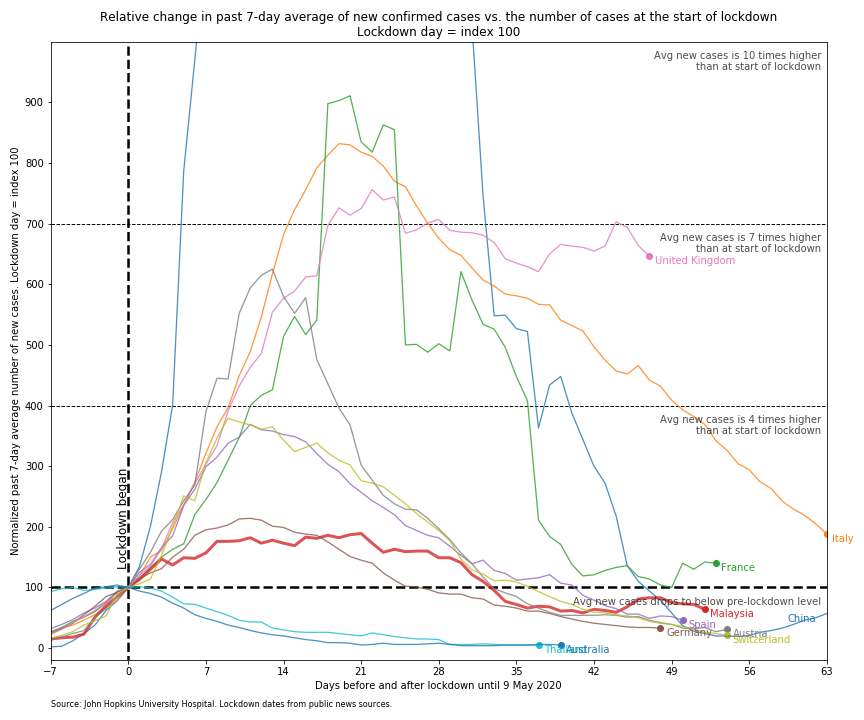 Relative change in past 7-day average of new confirmed cases vs. the number of cases at the start of lockdown
Lockdown day = index 100
Normalized past 7-day average number of new cases. Lockdown day = index 100
900
800
700
600
500
400
300
200
100
0
Avg new cases is 10 times higher
than at start of lockdown
Avg new cases is 7 times higher
than at start of lockdown
United Kingdom
Avg new cases is 4 times higher
than at start of lockdown
Lockdown began
Italy
France
Avg new cases drops to below pre-lockdown level
Malaysia
China
Spain
Germany
Austria
Switzerland
Thailand
Australia
−7
0
7
14
21
28
35
42
49
56
63
Days before and after lockdown until 9 May 2020
Source: John Hopkins University Hospital. Lockdown dates from public news sources.